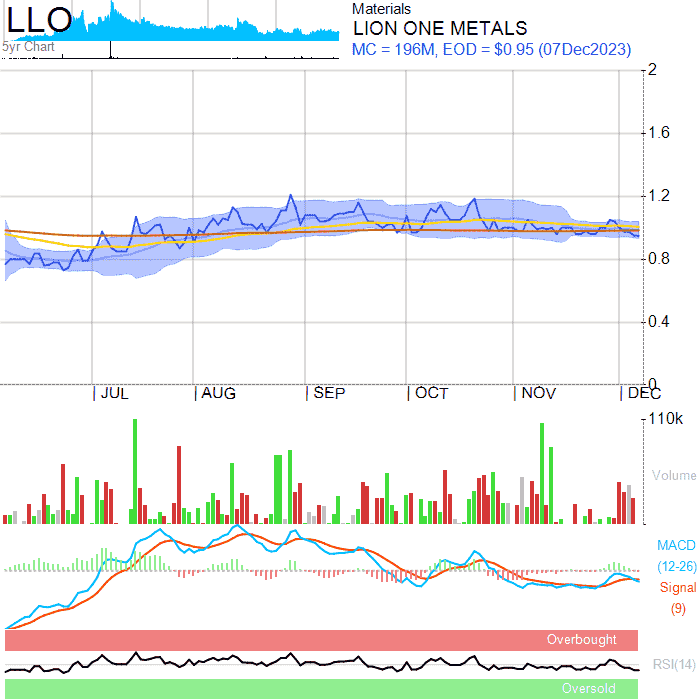 LLO
5yr Chart
Materials
LION ONE METALS
MC = 196M, EOD = $0.95 (07Dec2023)
2
1.6
1.2
0.8
0.4
0
JUL AUG SEP OCT NOV DEC
110k
Volume
MACD
(12-26)
Signal
(9)
Overbought
RSI(14)
Oversold